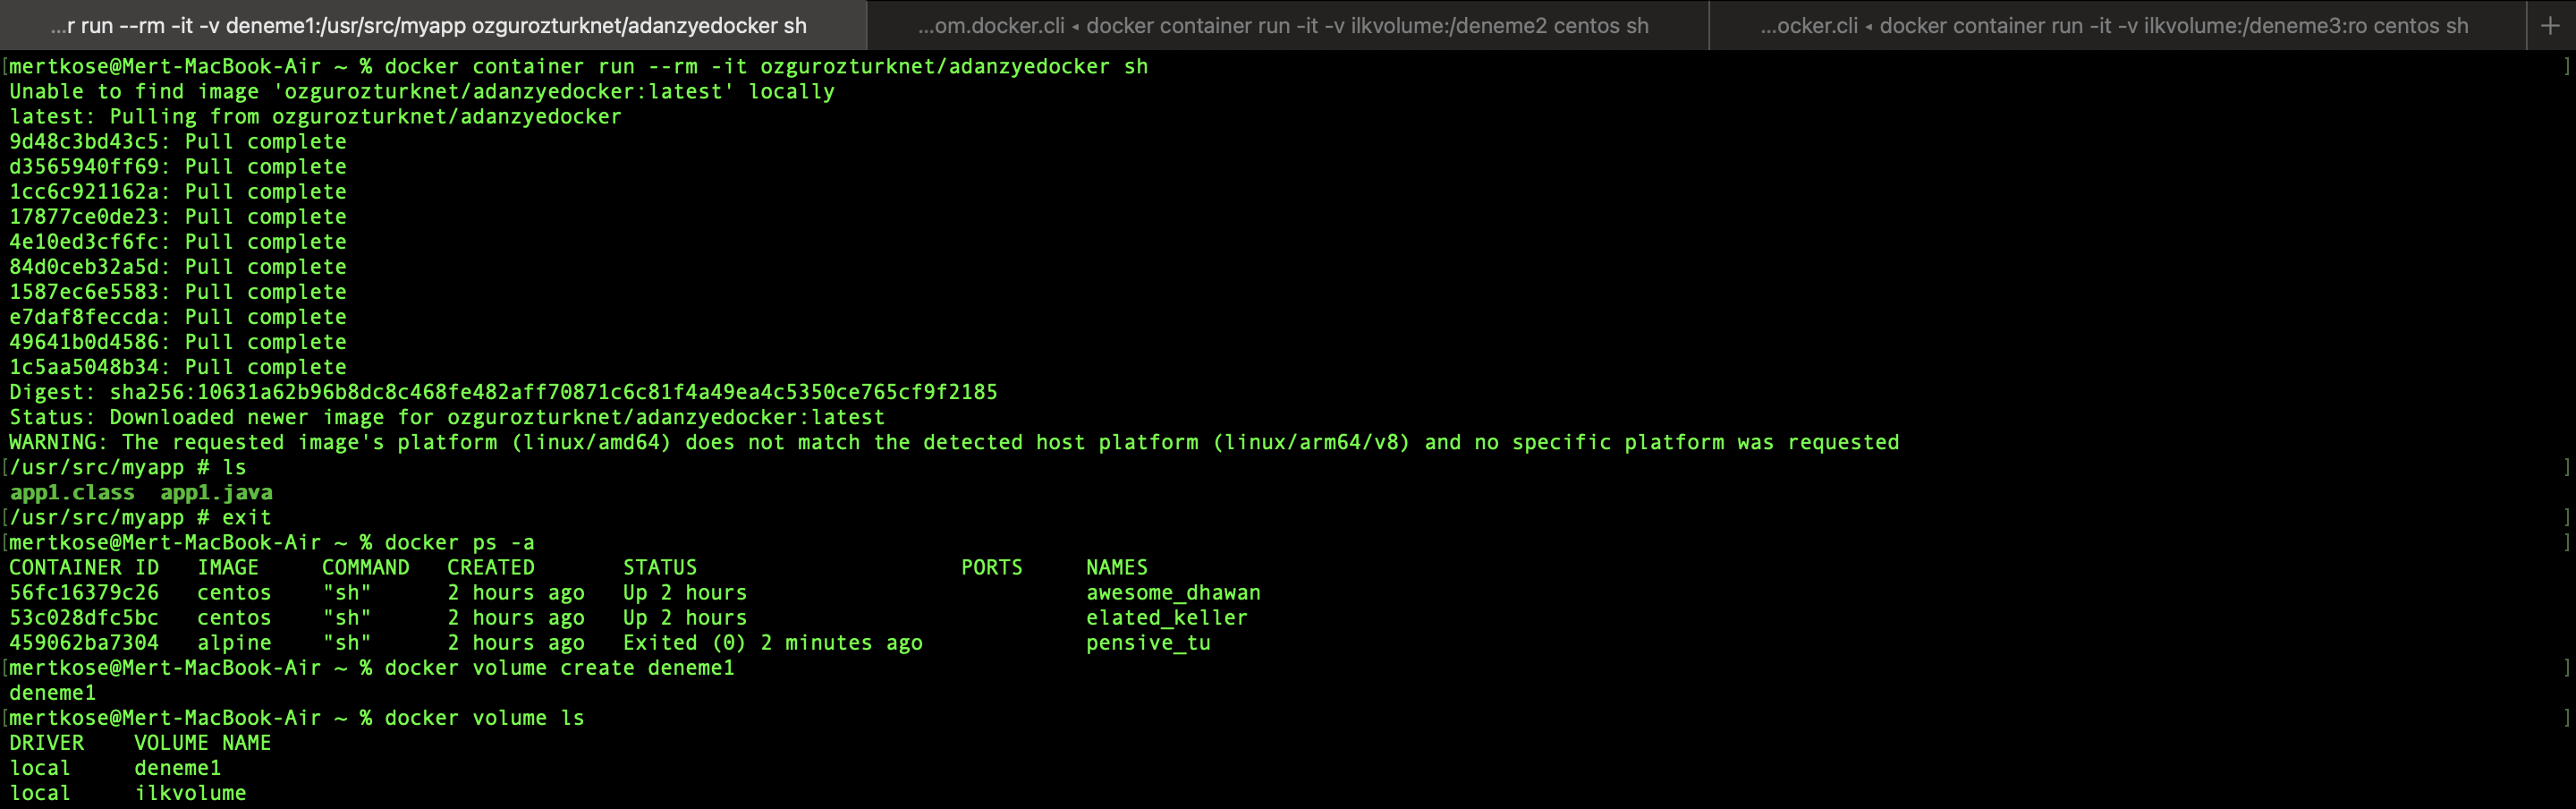 ...r run --rm -it -v deneme1:/usr/src/myapp ozgurozturknet/adanzyedocker sh
...om.docker.cli ◂ docker container run -it -v ilkvolume:/deneme2 centos sh
...ocker.cli ◂ docker container run -it -v ilkvolume:/deneme3:ro centos sh
+
[mertkose@Mert-MacBook-Air ~ % docker container run --rm -it ozgurozturknet/adanzyedocker sh ]
Unable to find image 'ozgurozturknet/adanzyedocker:latest' locally
latest: Pulling from ozgurozturknet/adanzyedocker
9d48c3bd43c5: Pull complete
d3565940ff69: Pull complete
1cc6c921162a: Pull complete
17877ce0de23: Pull complete
4e10ed3cf6fc: Pull complete
84d0ceb32a5d: Pull complete
1587ec6e5583: Pull complete
e7daf8feccda: Pull complete
49641b0d4586: Pull complete
1c5aa5048b34: Pull complete
Digest: sha256:10631a62b96b8dc8c468fe482aff70871c6c81f4a49ea4c5350ce765cf9f2185
Status: Downloaded newer image for ozgurozturknet/adanzyedocker:latest
WARNING: The requested image's platform (linux/amd64) does not match the detected host platform (linux/arm64/v8) and no specific platform was requested
[/usr/src/myapp # ls ]
app1.class  app1.java
[/usr/src/myapp # exit ]
[mertkose@Mert-MacBook-Air ~ % docker ps -a ]
CONTAINER ID   IMAGE     COMMAND   CREATED       STATUS                     PORTS     NAMES
56fc16379c26   centos    "sh"      2 hours ago   Up 2 hours                           awesome_dhawan
53c028dfc5bc   centos    "sh"      2 hours ago   Up 2 hours                           elated_keller
459062ba7304   alpine    "sh"      2 hours ago   Exited (0) 2 minutes ago             pensive_tu
[mertkose@Mert-MacBook-Air ~ % docker volume create deneme1 ]
deneme1
[mertkose@Mert-MacBook-Air ~ % docker volume ls ]
DRIVER    VOLUME NAME
local     deneme1
local     ilkvolume